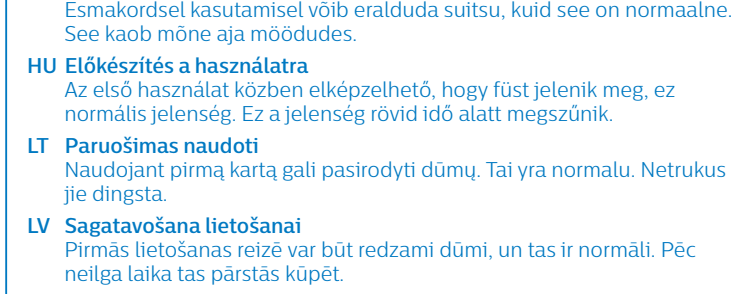 Esmakordsel kasutamisel võib eralduda suitsu, kuid see on normaalne.
See kaob mõne aja möödudes.
HU Előkészítés a használatra
Az első használat közben elképzelhető, hogy füst jelenik meg, ez
normális jelenség. Ez a jelenség rövid idő alatt megszűnik.
LT Paruošimas naudoti
Naudojant pirmą kartą gali pasirodyti dūmų. Tai yra normalu. Netrukus
jie dingsta.
LV Sagatavošana lietošanai
Pirmās lietošanas reizē var būt redzami dūmi, un tas ir normāli. Pēc
neilga laika tas pārstās kūpēt.